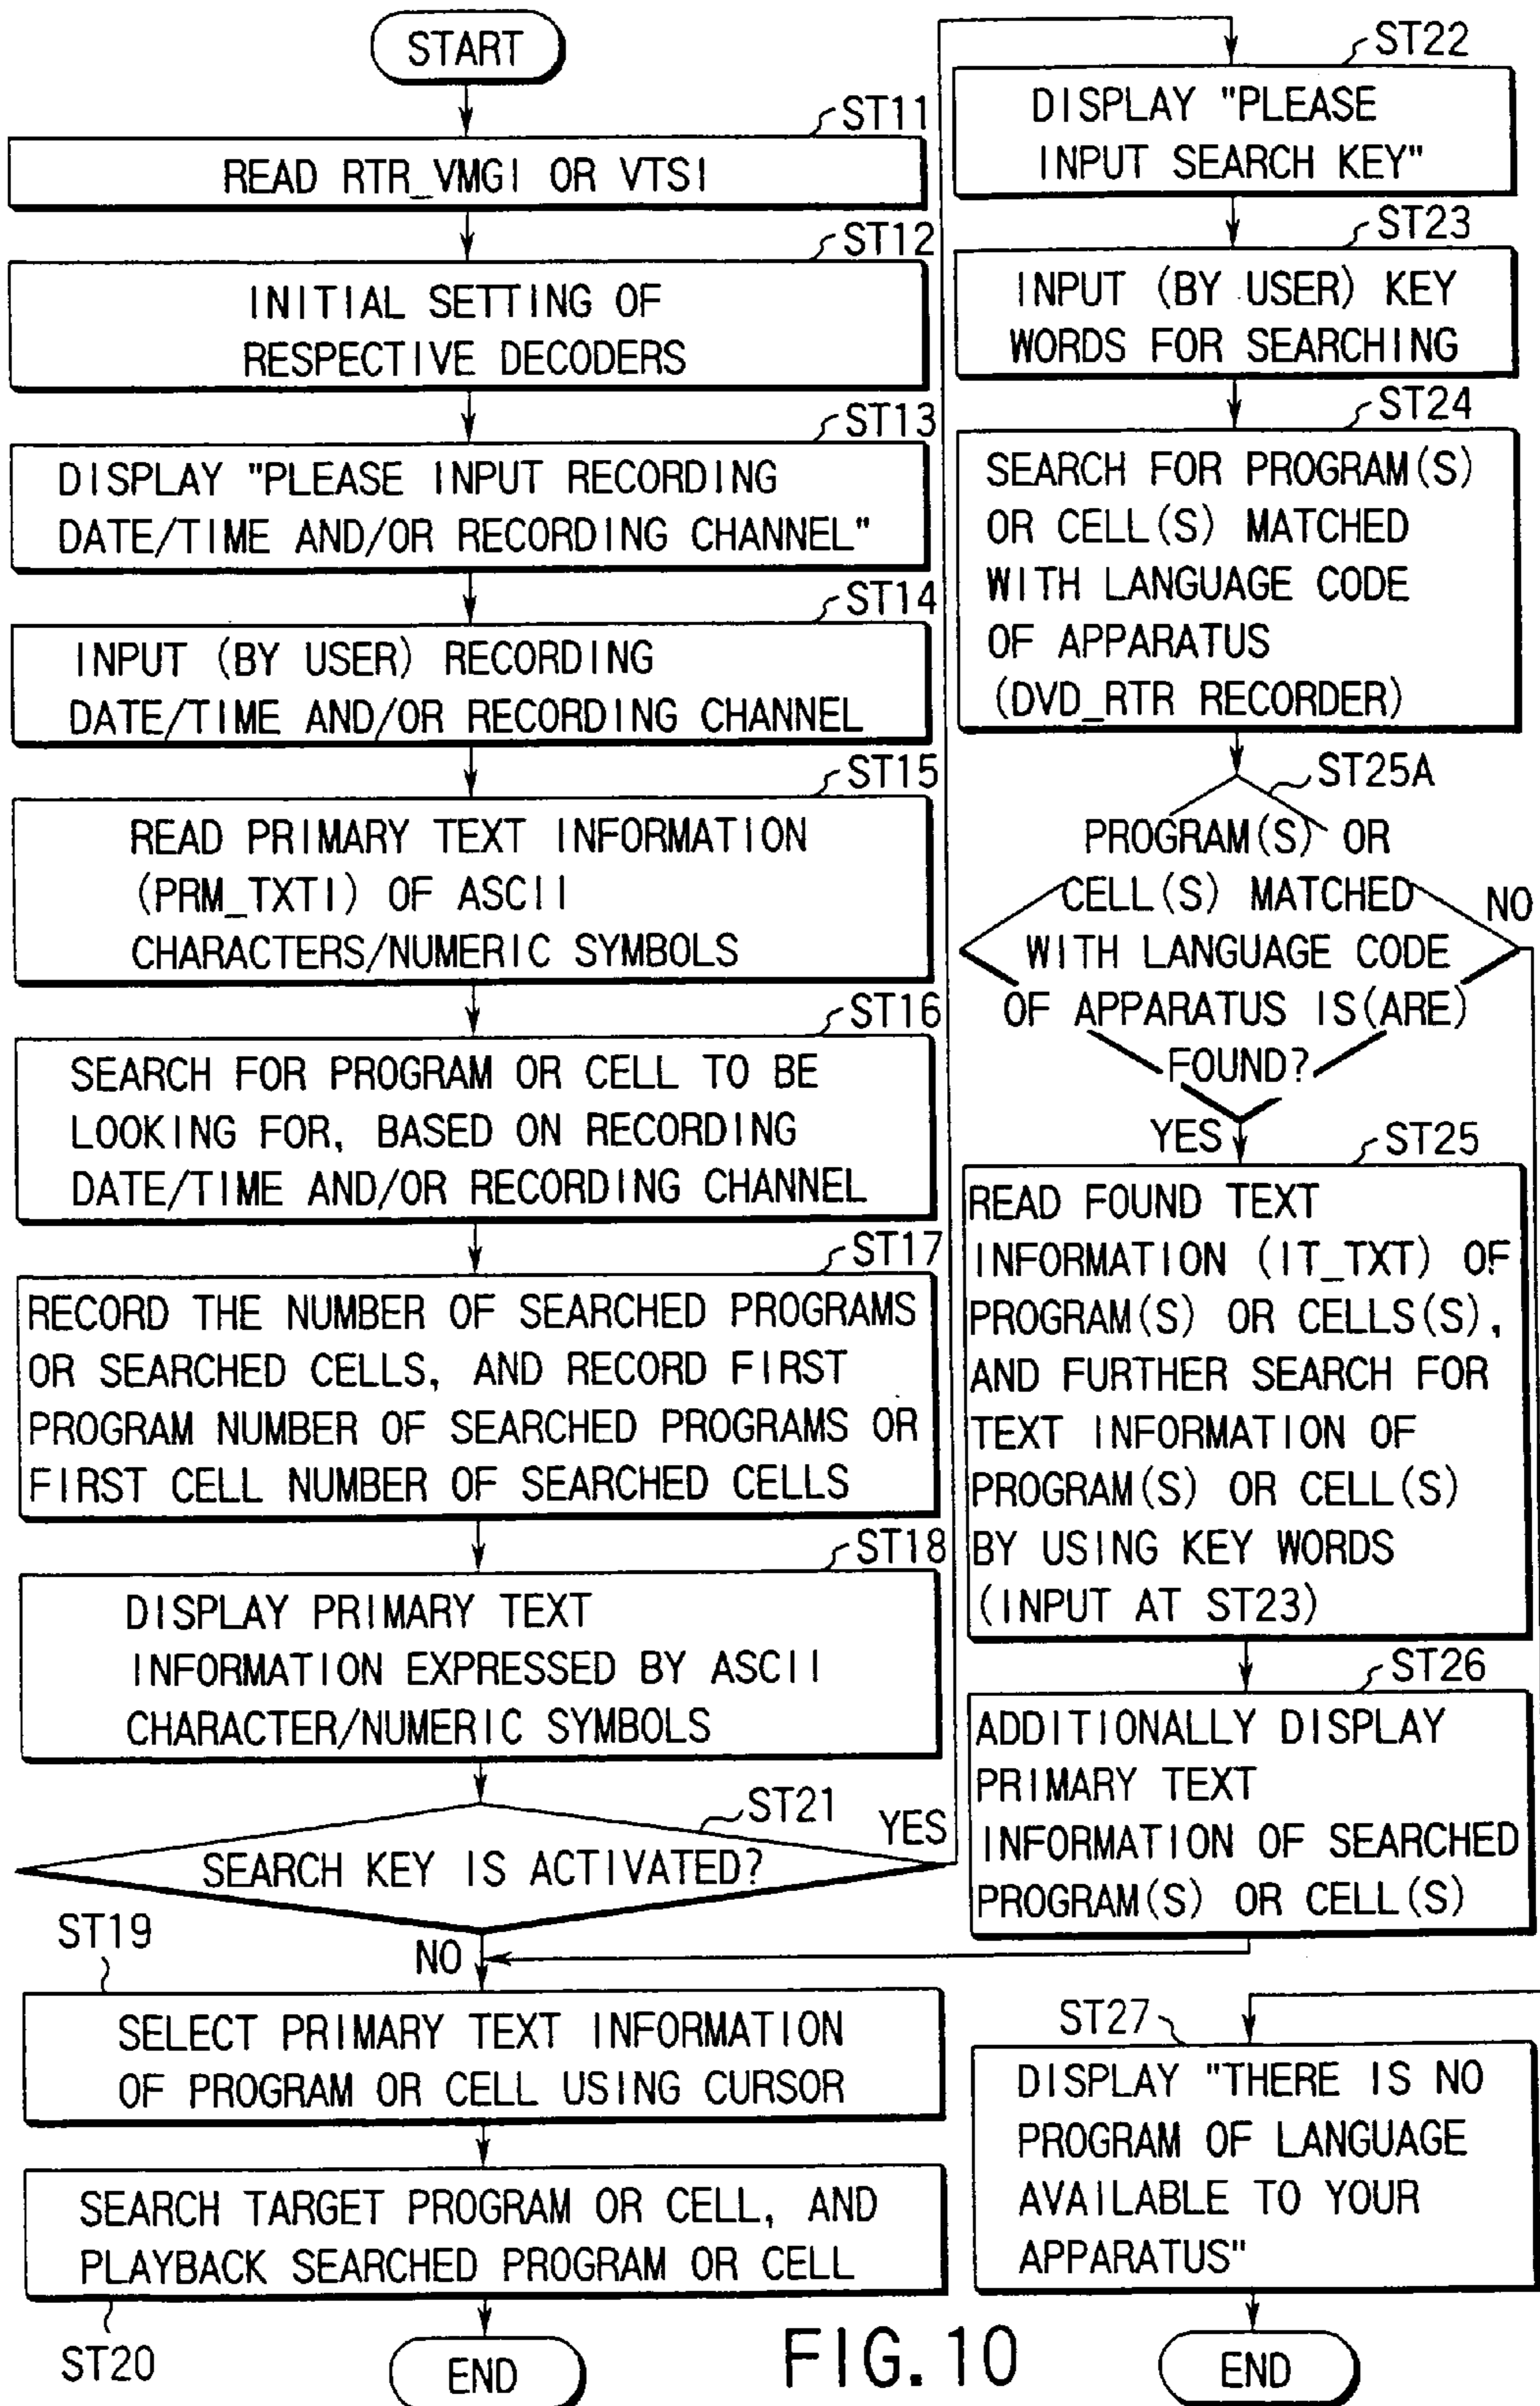 START
ST11
READ RTR_VMGI OR VTSI
ST12
INITIAL SETTING OF
RESPECTIVE DECODERS
ST13
DISPLAY "PLEASE INPUT RECORDING
DATE/TIME AND/OR RECORDING CHANNEL"
ST14
INPUT (BY USER) RECORDING
DATE/TIME AND/OR RECORDING CHANNEL
ST15
READ PRIMARY TEXT INFORMATION
(PRM_TXTI) OF ASCII
CHARACTERS/NUMERIC SYMBOLS
ST16
SEARCH FOR PROGRAM OR CELL TO BE
LOOKING FOR, BASED ON RECORDING
DATE/TIME AND/OR RECORDING CHANNEL
ST17
RECORD THE NUMBER OF SEARCHED PROGRAMS
OR SEARCHED CELLS, AND RECORD FIRST
PROGRAM NUMBER OF SEARCHED PROGRAMS OR
FIRST CELL NUMBER OF SEARCHED CELLS
ST18
DISPLAY PRIMARY TEXT
INFORMATION EXPRESSED BY ASCII
CHARACTER/NUMERIC SYMBOLS
ST21
YES
SEARCH KEY IS ACTIVATED?
ST19
NO
SELECT PRIMARY TEXT INFORMATION
OF PROGRAM OR CELL USING CURSOR
SEARCH TARGET PROGRAM OR CELL, AND
PLAYBACK SEARCHED PROGRAM OR CELL
ST20
END
ST22
DISPLAY "PLEASE
INPUT SEARCH KEY"
ST23
INPUT (BY USER) KEY
WORDS FOR SEARCHING
ST24
SEARCH FOR PROGRAM(S)
OR CELL(S) MATCHED
WITH LANGUAGE CODE
OF APPARATUS
(DVD_RTR RECORDER)
ST25A
PROGRAM(S) OR
CELL(S) MATCHED
NO
WITH LANGUAGE CODE
OF APPARATUS IS(ARE)
FOUND?
YES
ST25
READ FOUND TEXT
INFORMATION (IT_TXT) OF
PROGRAM(S) OR CELLS(S),
AND FURTHER SEARCH FOR
TEXT INFORMATION OF
PROGRAM(S) OR CELL(S)
BY USING KEY WORDS
(INPUT AT ST23)
ST26
ADDITIONALLY DISPLAY
PRIMARY TEXT
INFORMATION OF SEARCHED
PROGRAM(S) OR CELL(S)
ST27
DISPLAY "THERE IS NO
PROGRAM OF LANGUAGE
AVAILABLE TO YOUR
APPARATUS"
END
FIG.10